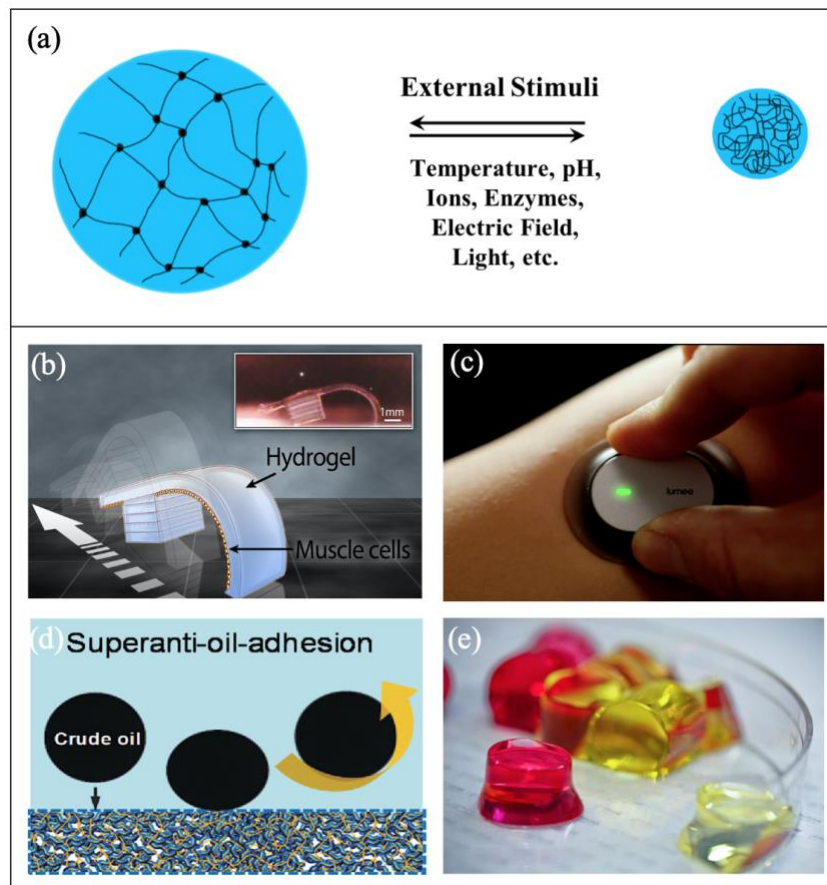 (a)
External Stimuli
Temperature, pH,
Ions, Enzymes,
Electric Field,
Light, etc.
(b)
1mm
Hydrogel
Muscle cells
(c)
lumee
(d)
Superanti-oil-adhesion
Crude oil
(e)